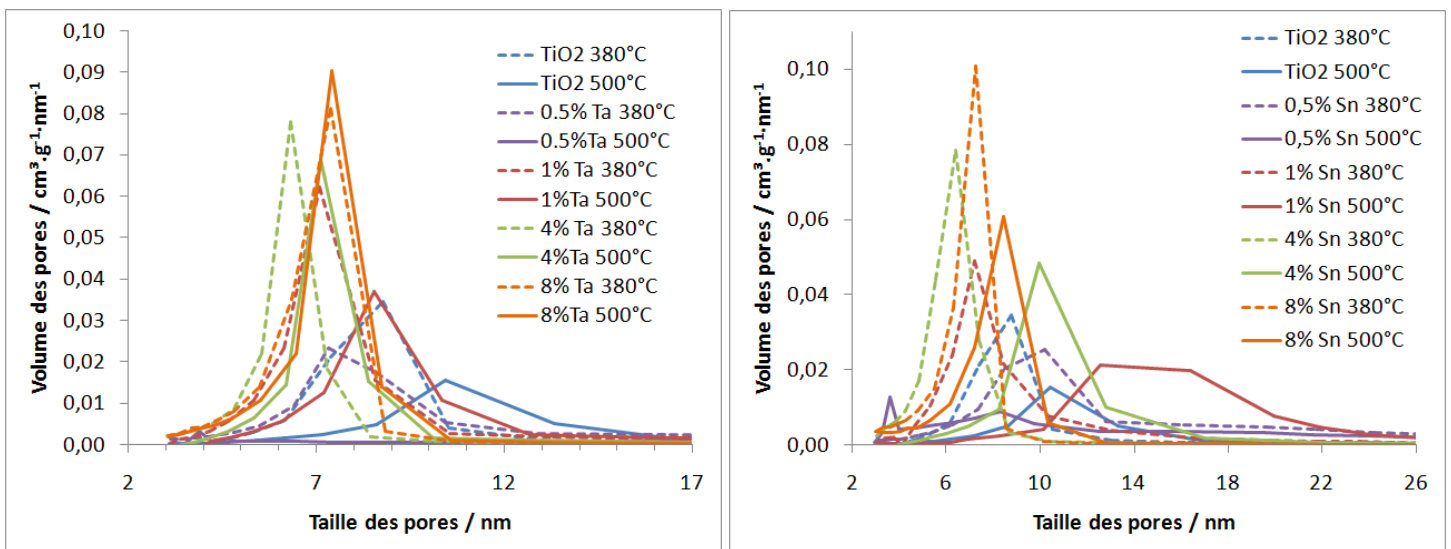 Volume des pores / cm³.g⁻¹·nm⁻¹
0,10
0,09
0,08
0,07
0,06
0,05
0,04
0,03
0,02
0,01
0,00
2
7
12
17
Taille des pores / nm
TiO2 380°C
TiO2 500°C
0.5% Ta 380°C
0.5%Ta 500°C
1% Ta 380°C
1%Ta 500°C
4% Ta 380°C
4%Ta 500°C
8% Ta 380°C
8%Ta 500°C
Volume des pores / cm³.g⁻¹·nm⁻¹
0,10
0,08
0,06
0,04
0,02
0,00
2
6
10
14
18
22
26
Taille des pores / nm
TiO2 380°C
TiO2 500°C
0,5% Sn 380°C
0,5% Sn 500°C
1% Sn 380°C
1% Sn 500°C
4% Sn 380°C
4% Sn 500°C
8% Sn 380°C
8% Sn 500°C